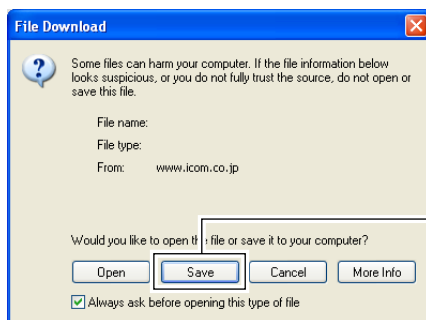 File Download
Some files can harm your computer. If the file information below
looks suspicious, or you do not fully trust the source, do not open or
save this file.
File name:
File type:
From: www.icom.co.jp
Would you like to open the file or save it to your computer?
Open Save Cancel More Info
Always ask before opening this type of file